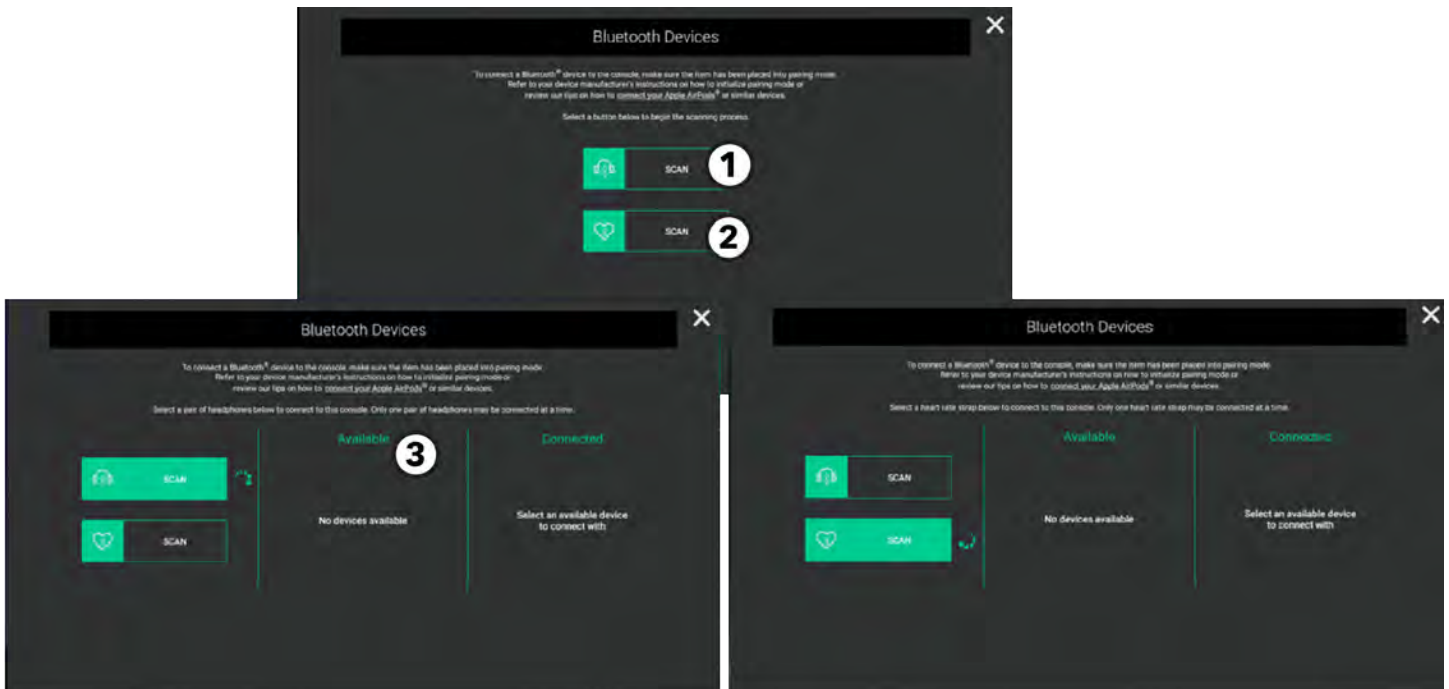 Bluetooth Devices
To connect a Bluetooth® device to the console, make sure the item has been placed into pairing mode.
Refer to your device manufacturer's instructions on how to initialize pairing mode or
review our tips on how to connect your Apple AirPods® or similar devices.
Select a button below to begin the scanning process.
SCAN
1
SCAN
2
Bluetooth Devices
To connect a Bluetooth® device to the console, make sure the item has been placed into pairing mode.
Refer to your device manufacturer's instructions on how to initialize pairing mode or
review our tips on how to connect your Apple AirPods® or similar devices.
Select a pair of headphones below to connect to this console. Only one pair of headphones may be connected at a time.
SCAN
SCAN
Available
3
No devices available
Connected
Select an available device
to connect with
Bluetooth Devices
To connect a Bluetooth® device to the console, make sure the item has been placed into pairing mode.
Refer to your device manufacturer's instructions on how to initialize pairing mode or
review our tips on how to connect your Apple AirPods® or similar devices.
Select a heart rate strap below to connect to this console. Only one heart rate strap may be connected at a time.
SCAN
SCAN
Available
No devices available
Connected
Select an available device
to connect with